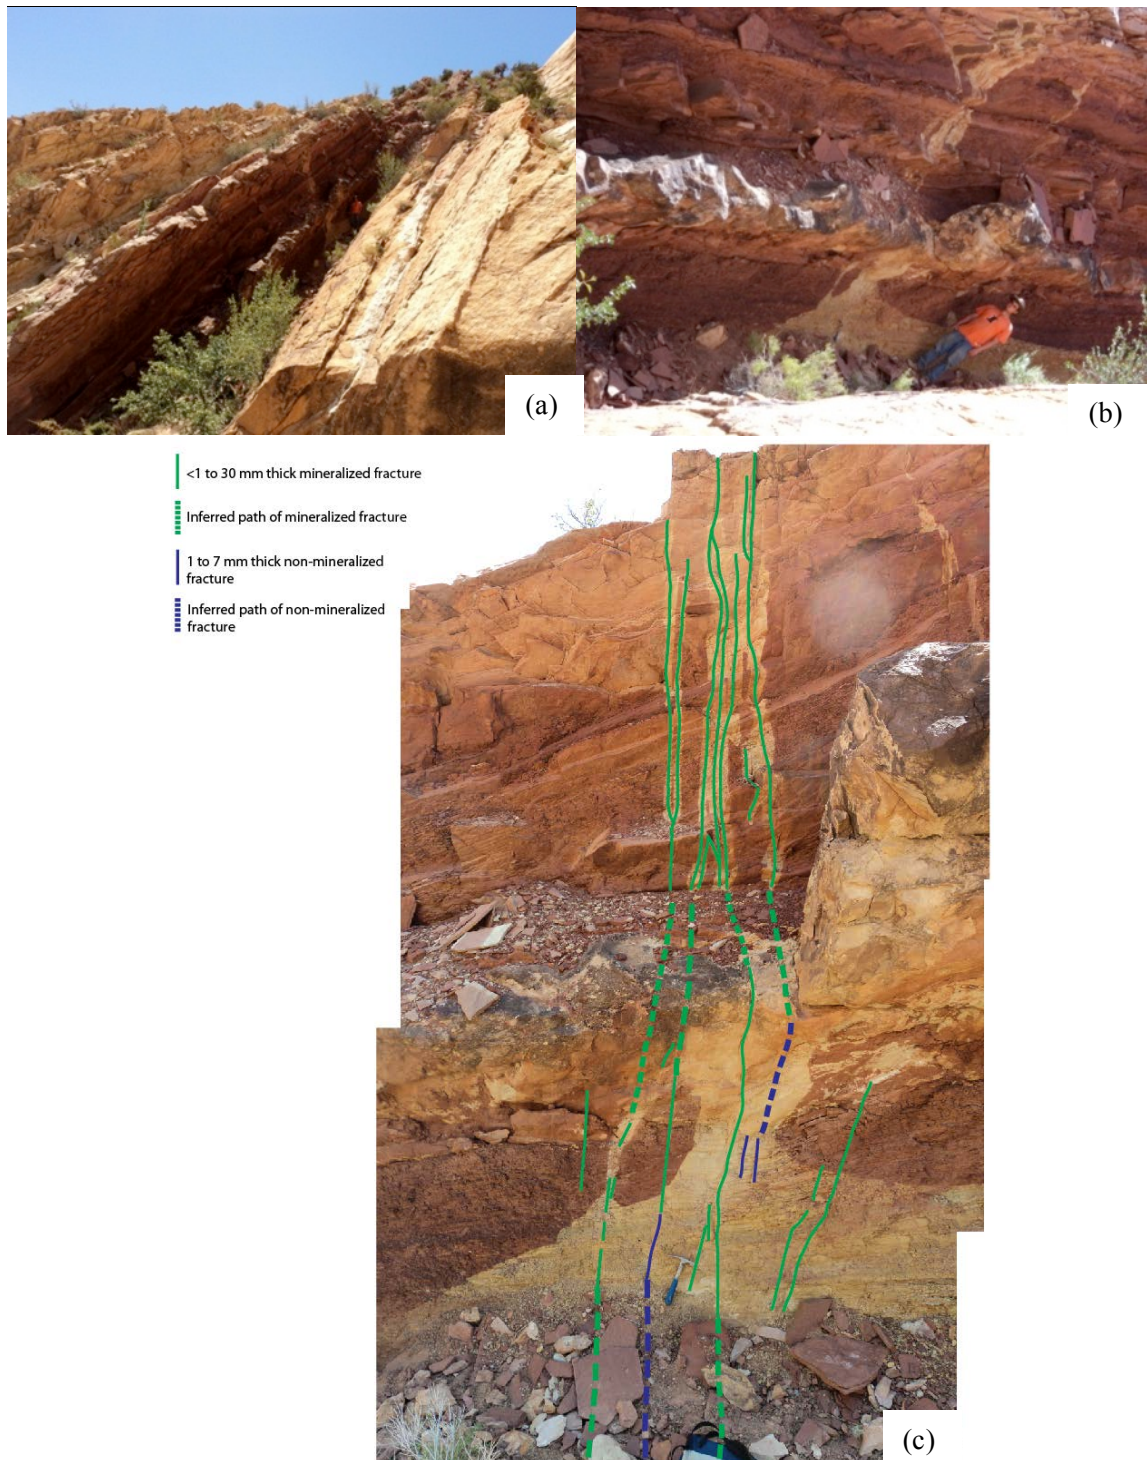 (a)
(b)
<1 to 30 mm thick mineralized fracture
Inferred path of mineralized fracture
1 to 7 mm thick non-mineralized
fracture
Inferred path of non-mineralized
fracture
(c)